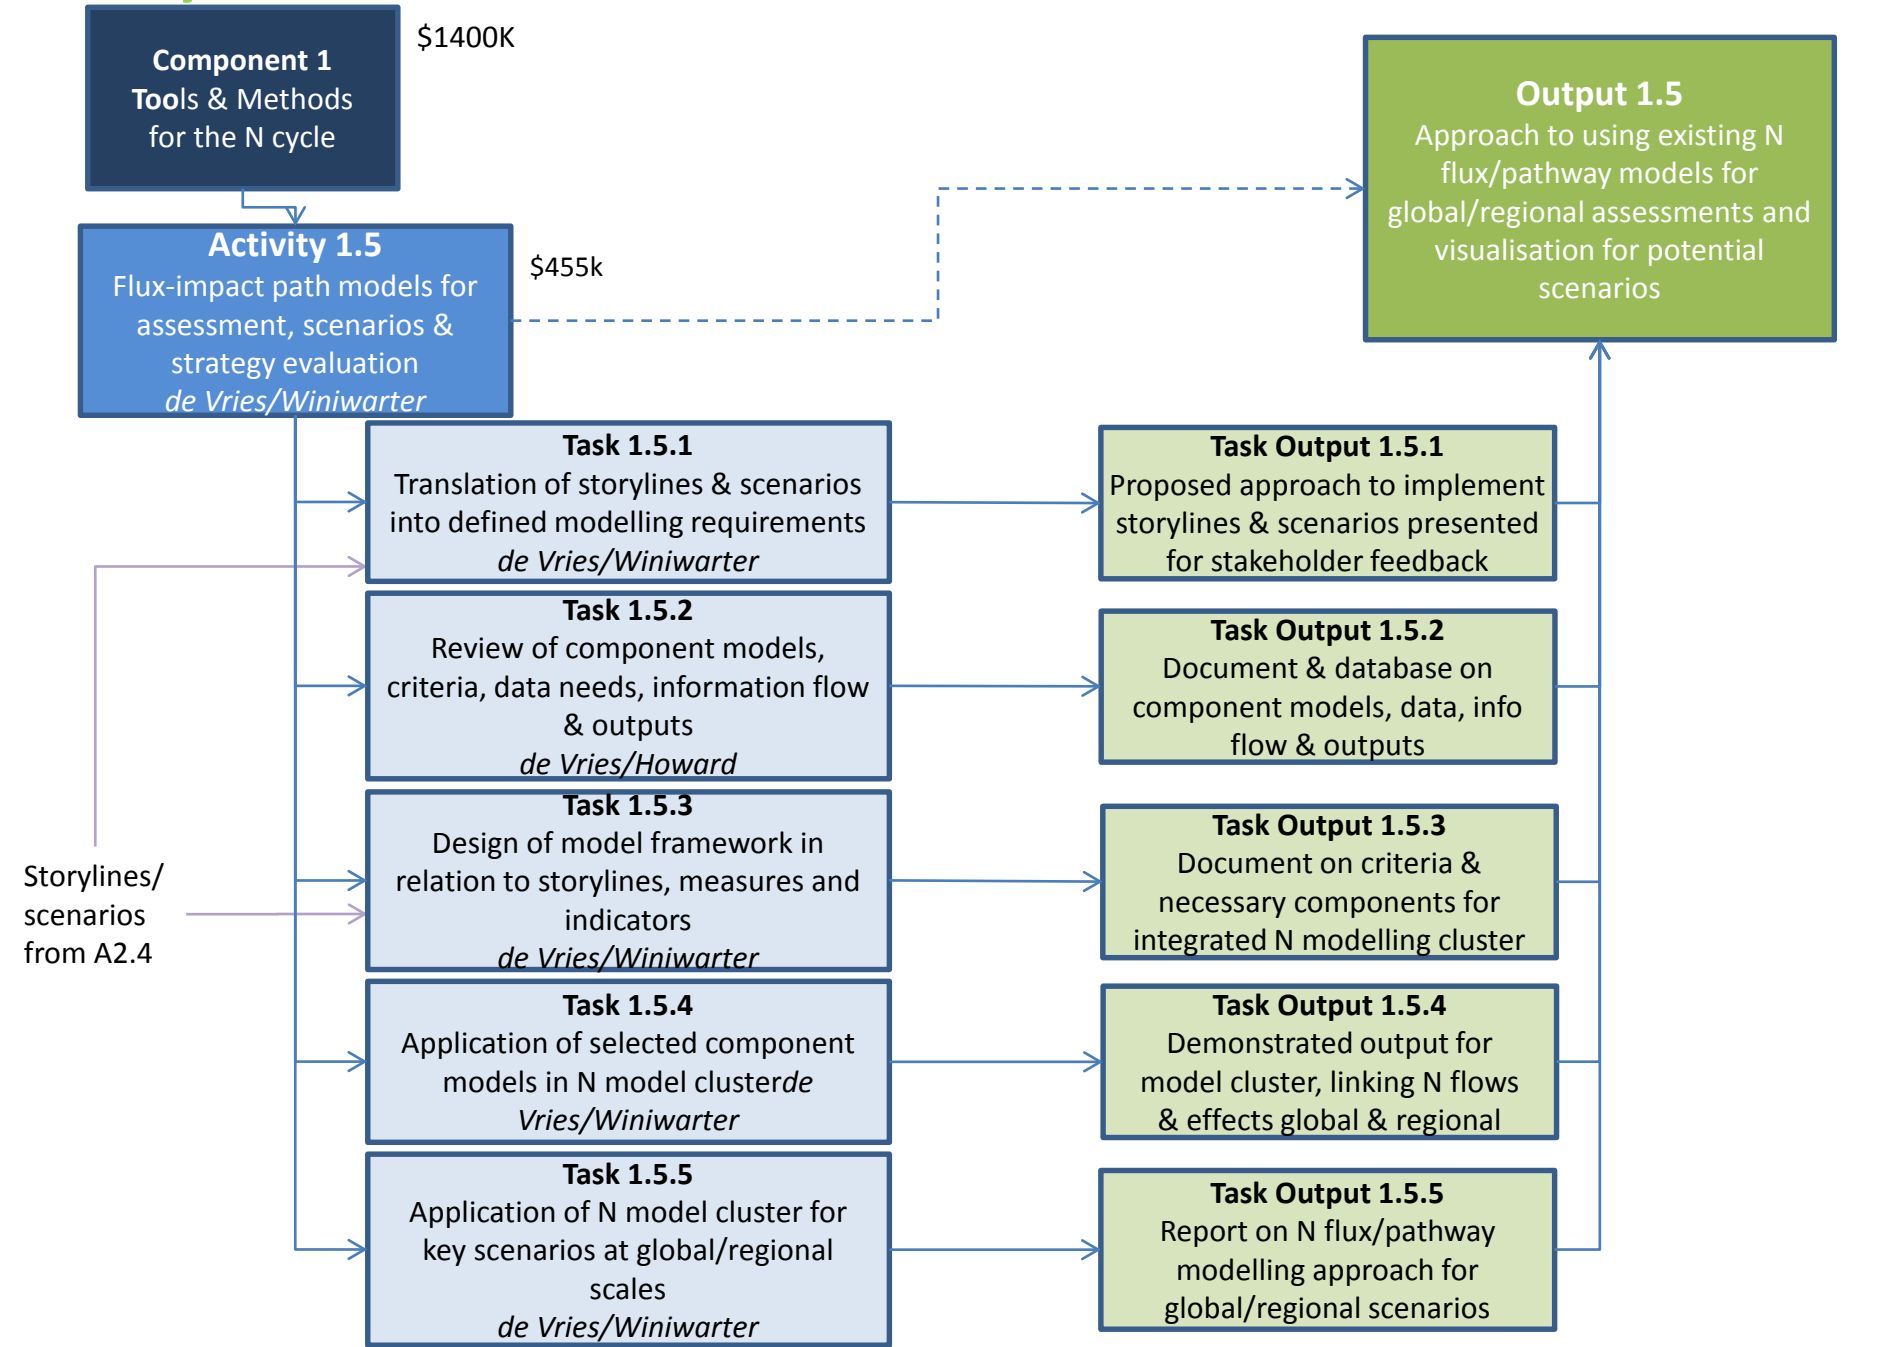 Component 1
Tools & Methods
for the N cycle
$1400K
Output 1.5
Approach to using existing N
flux/pathway models for
global/regional assessments and
visualisation for potential
scenarios
Activity 1.5
Flux-impact path models for
assessment, scenarios &
strategy evaluation
de Vries/Winiwarter
$455k
Task 1.5.1
Translation of storylines & scenarios
into defined modelling requirements
de Vries/Winiwarter
Task Output 1.5.1
Proposed approach to implement
storylines & scenarios presented
for stakeholder feedback
Task 1.5.2
Review of component models,
criteria, data needs, information flow
& outputs
de Vries/Howard
Task Output 1.5.2
Document & database on
component models, data, info
flow & outputs
Storylines/
scenarios
from A2.4
Task 1.5.3
Design of model framework in
relation to storylines, measures and
indicators
de Vries/Winiwarter
Task Output 1.5.3
Document on criteria &
necessary components for
integrated N modelling cluster
Task 1.5.4
Application of selected component
models in N model clusterde
Vries/Winiwarter
Task Output 1.5.4
Demonstrated output for
model cluster, linking N flows
& effects global & regional
Task 1.5.5
Application of N model cluster for
key scenarios at global/regional
scales
de Vries/Winiwarter
Task Output 1.5.5
Report on N flux/pathway
modelling approach for
global/regional scenarios